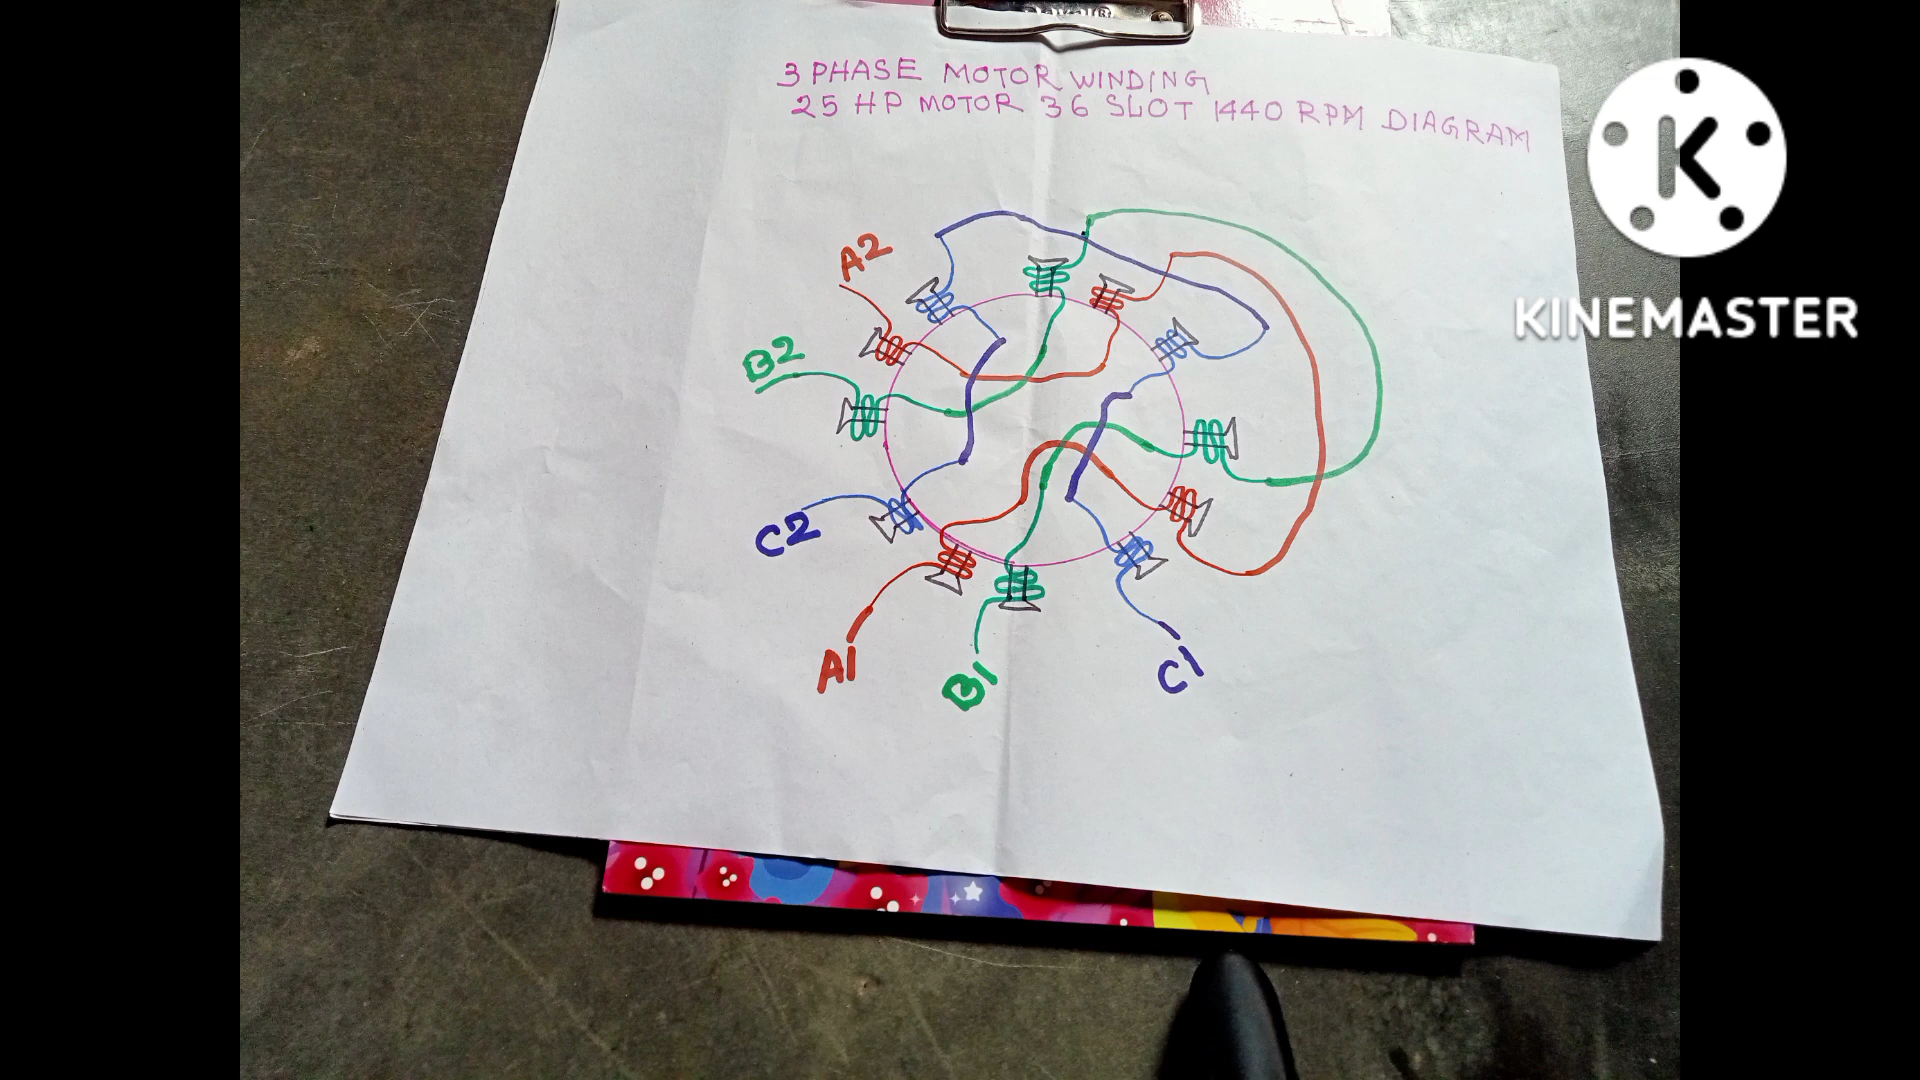 3 PHASE MOTOR WINDING
25 HP MOTOR 36 SLOT 1440 RPM DIAGRAM
KINEMASTER
A2
B2
C2
A1
B1
C1